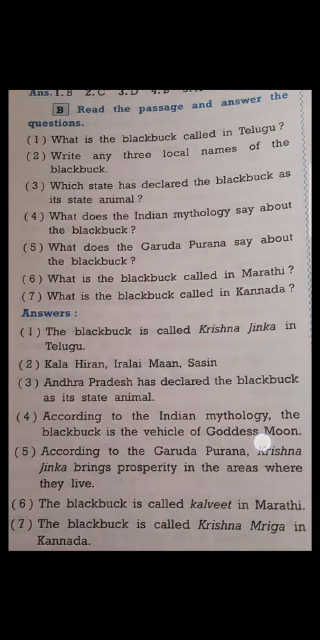 Ans. 1. B 2. C 3. D 4. B
B Read the passage and answer the
questions.
(1) What is the blackbuck called in Telugu ?
(2) Write any three local names of the
blackbuck.
(3) Which state has declared the blackbuck as
its state animal ?
(4) What does the Indian mythology say about
the blackbuck ?
(5) What does the Garuda Purana say about
the blackbuck ?
(6) What is the blackbuck called in Marathi ?
(7) What is the blackbuck called in Kannada ?
Answers :
(1) The blackbuck is called Krishna Jinka in
Telugu.
(2) Kala Hiran, Iralai Maan, Sasin
(3) Andhra Pradesh has declared the blackbuck
as its state animal.
(4) According to the Indian mythology, the
blackbuck is the vehicle of Goddess Moon.
(5) According to the Garuda Purana, Krishna
Jinka brings prosperity in the areas where
they live.
(6) The blackbuck is called kalveet in Marathi.
(7) The blackbuck is called Krishna Mriga in
Kannada.